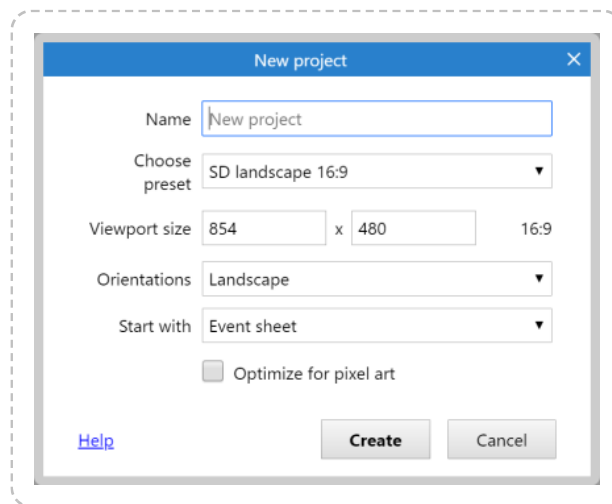 New project
Name New project
Choose
preset SD landscape 16:9
Viewport size 854 x 480 16:9
Orientations Landscape
Start with Event sheet
Optimize for pixel art
Help Create Cancel